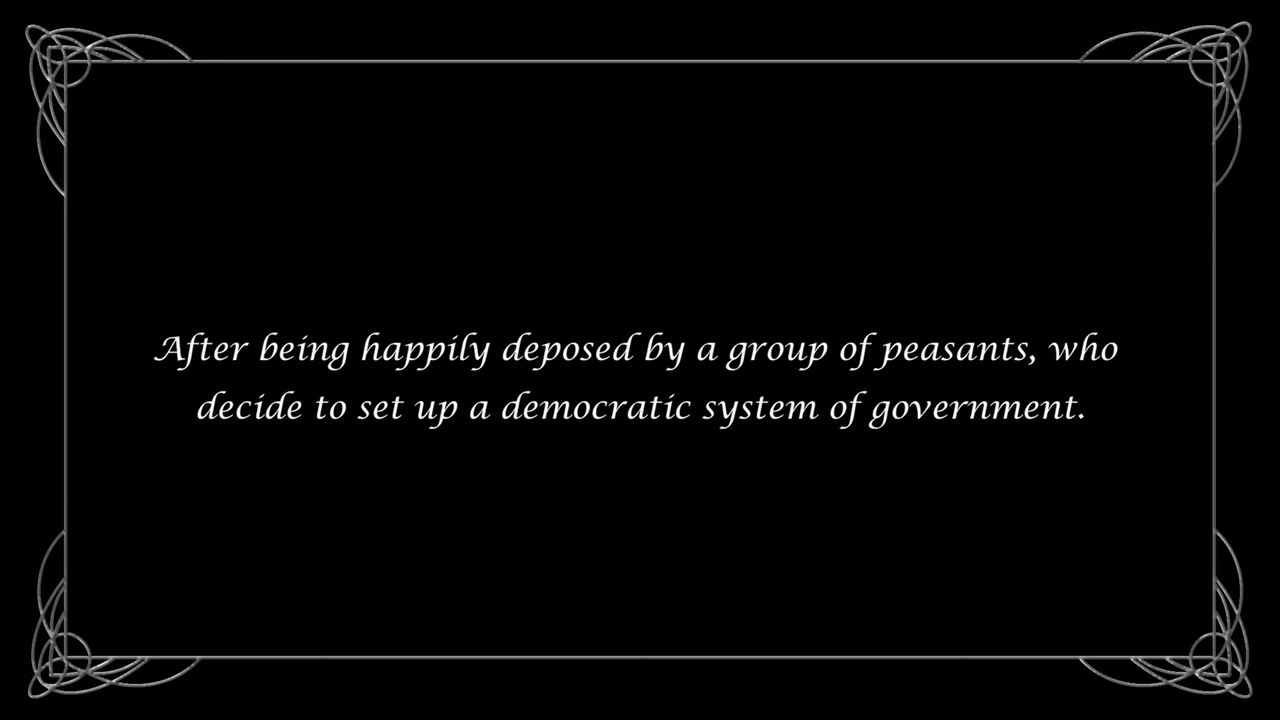 After being happily deposed by a group of peasants, who
decide to set up a democratic system of government.